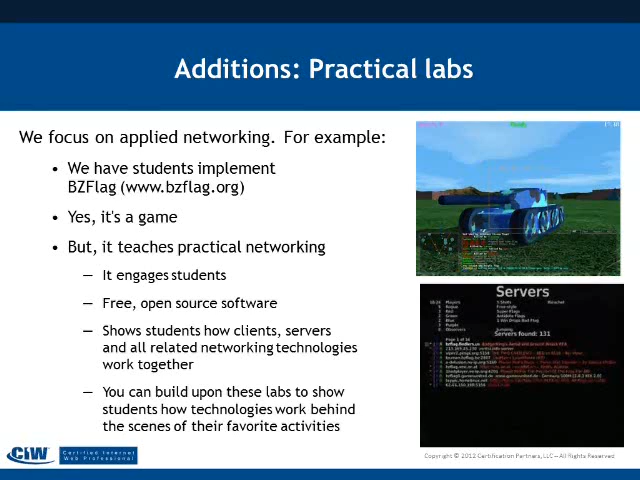 Additions: Practical labs
We focus on applied networking. For example:
• We have students implement
BZFlag (www.bzflag.org)
• Yes, it's a game
• But, it teaches practical networking
— It engages students
— Free, open source software
— Shows students how clients, servers
and all related networking technologies
work together
— You can build upon these labs to show
students how technologies work behind
the scenes of their favorite activities
Servers
Players
Servers found: 131
CIW
Certified Internet
Web Professional
Copyright © 2012 Certification Partners, LLC — All Rights Reserved